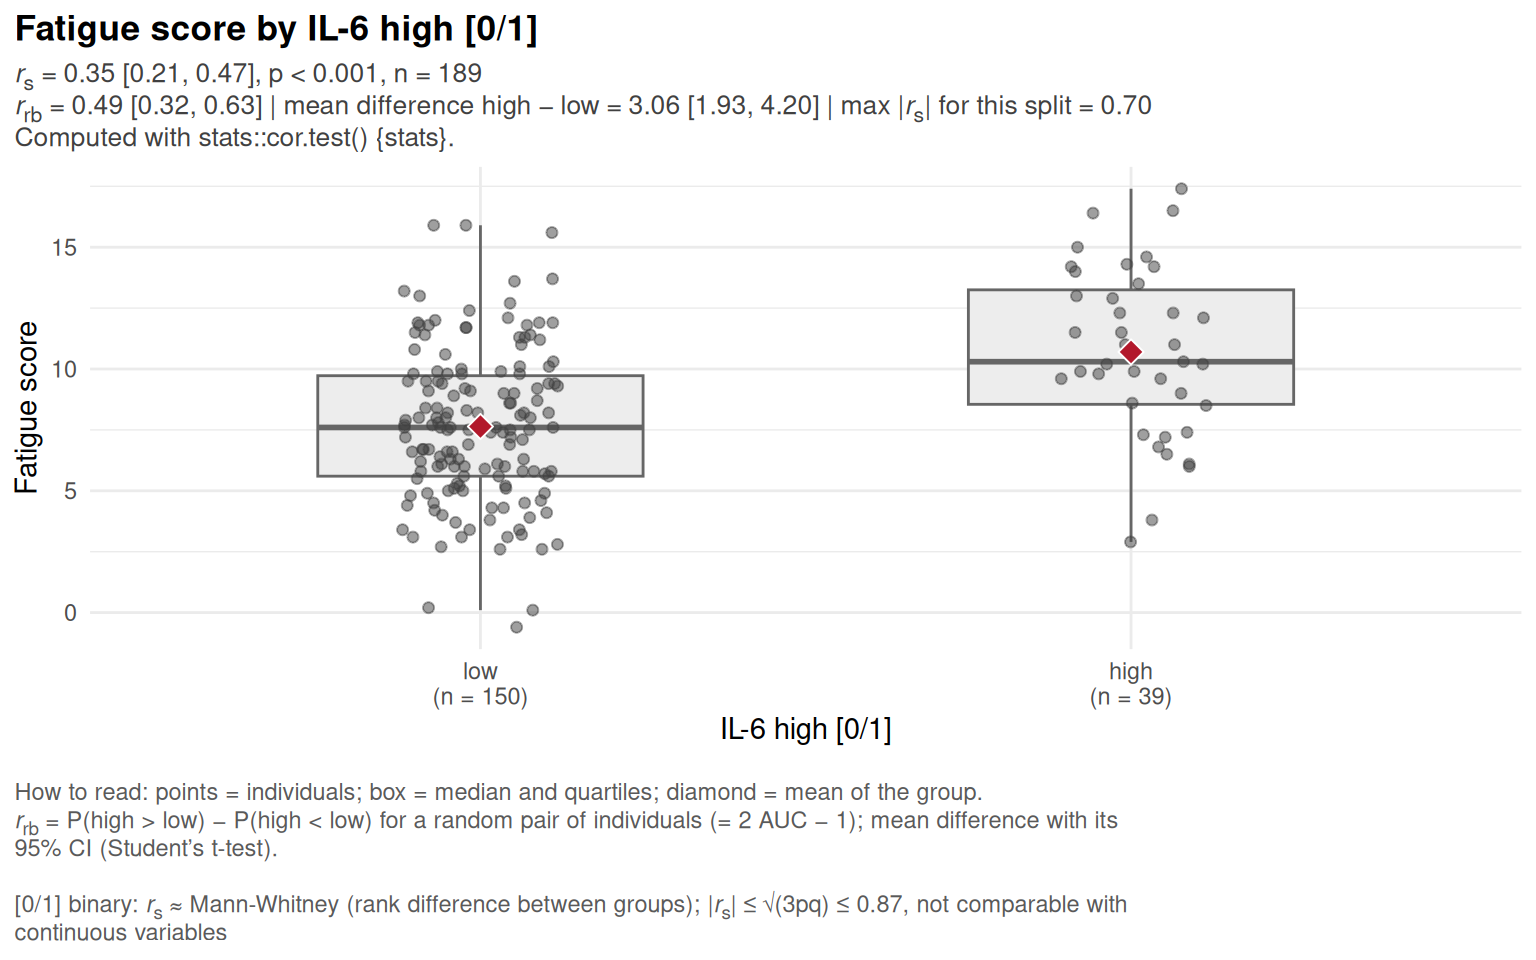 Fatigue score by IL-6 high [0/1]
rs = 0.35 [0.21, 0.47], p < 0.001, n = 189
rrb = 0.49 [0.32, 0.63] | mean difference high − low = 3.06 [1.93, 4.20] | max |rs| for this split = 0.70
Computed with stats::cor.test() {stats}.
Fatigue score
15
10
5
0
low
(n = 150)
high
(n = 39)
IL-6 high [0/1]
How to read: points = individuals; box = median and quartiles; diamond = mean of the group.
rrb = P(high > low) − P(high < low) for a random pair of individuals (= 2 AUC − 1); mean difference with its
95% CI (Student’s t-test).
[0/1] binary: rs ≈ Mann-Whitney (rank difference between groups); |rs| ≤ √(3pq) ≤ 0.87, not comparable with
continuous variables